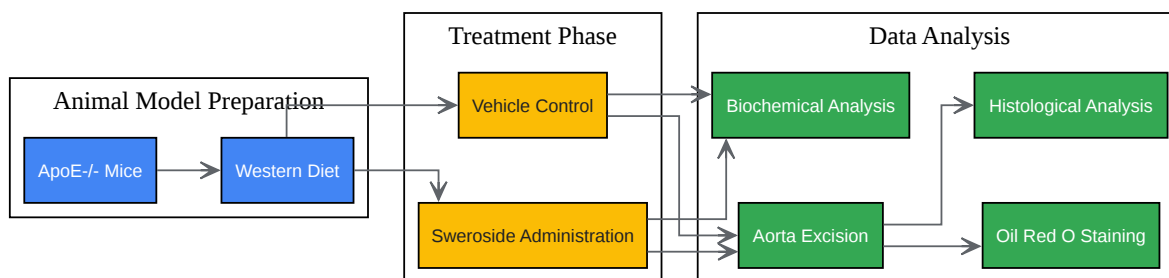 Animal Model Preparation
ApoE-/- Mice
Western Diet
Treatment Phase
Vehicle Control
Sweroside Administration
Data Analysis
Biochemical Analysis
Histological Analysis
Aorta Excision
Oil Red O Staining